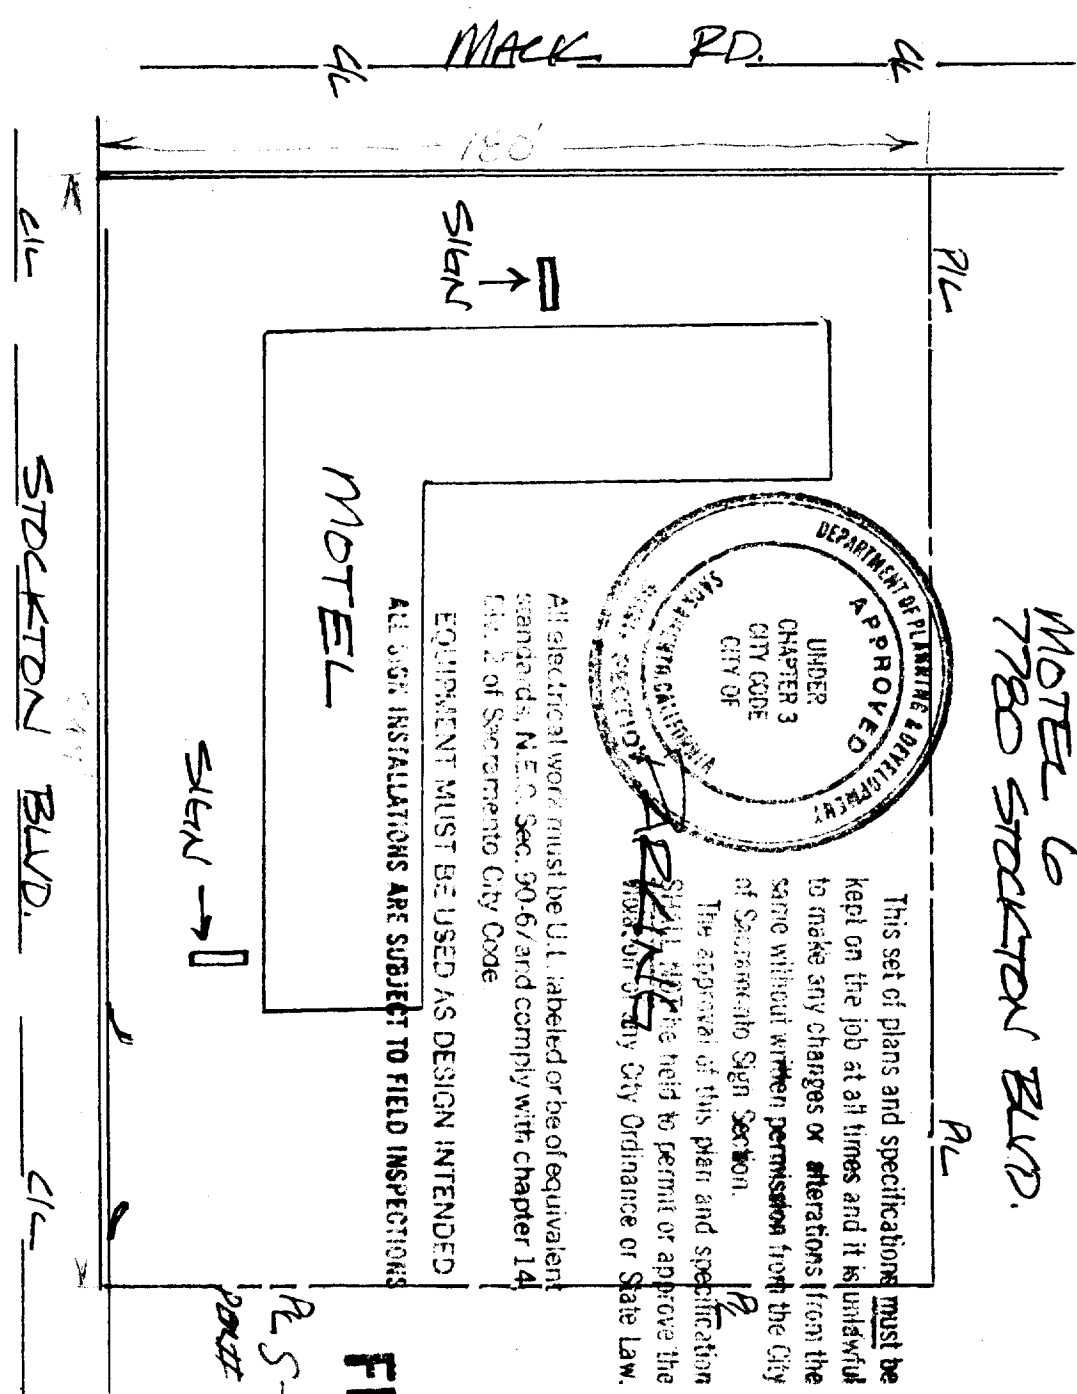 MOTEL 6
7780 STOCKTON BLVD.
MACK RD.
C/L
C/L
180'
P/L
PL
SIGN
MOTEL
SIGN
PARKING
DEPARTMENT OF PLANNING & DEVELOPMENT
APPROVED
UNDER
CHAPTER 3
CITY CODE
CITY OF
SACRAMENTO CALIFORNIA
This set of plans and specifications must be
kept on the job at all times and it is unlawful
to make any changes or alterations from the
same without written permission from the City
of Sacramento Sign Section.
The approval of this plan and specification
SHALL NOT be held to permit or approve the
violation of any City Ordinance or State Law.
All electrical work must be U.L. labeled or be of equivalent
standards, N.E.C. Sec. 90-6/and comply with chapter 14
of Sacramento City Code.
EQUIPMENT MUST BE USED AS DESIGN INTENDED
ALL SIGN INSTALLATIONS ARE SUBJECT TO FIELD INSPECTIONS
PL
PL
C/L
STOCKTON BLVD.
C/L